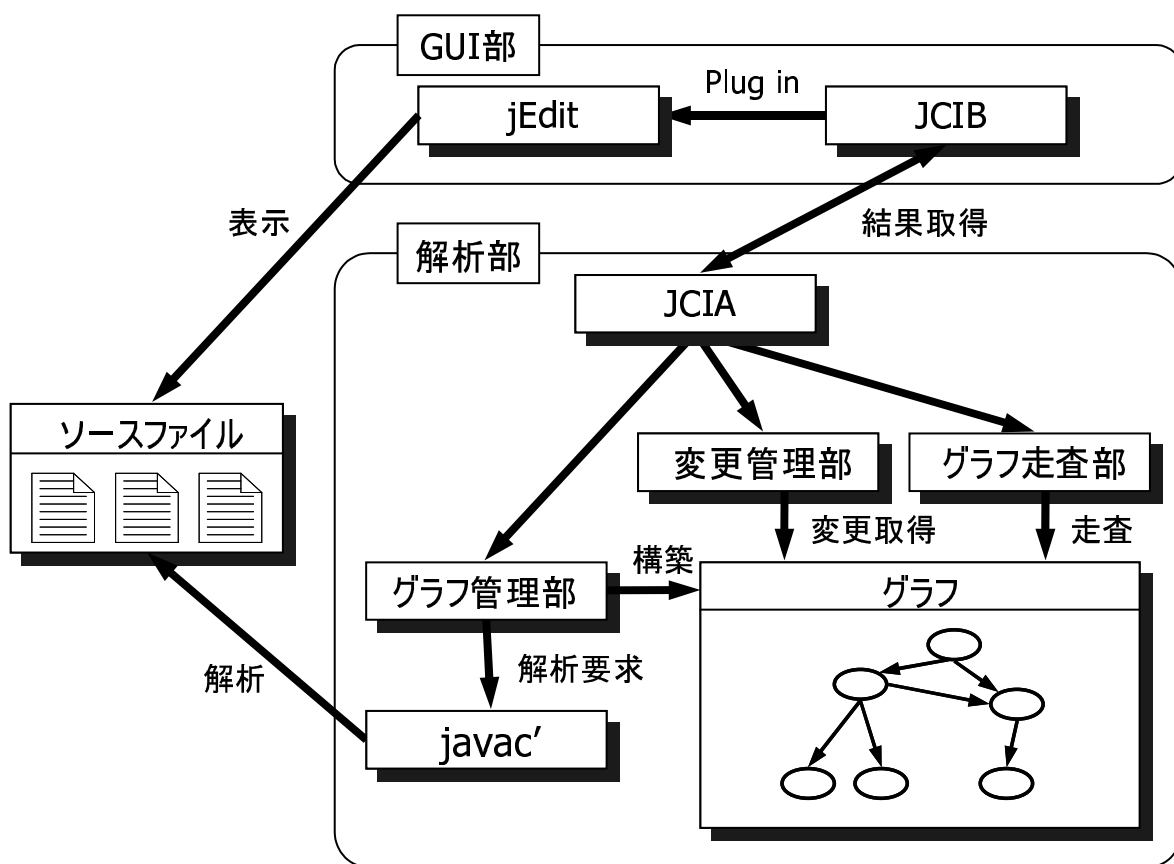 GUI部
Plug in
jEdit
JCIB
表示
結果取得
解析部
JCIA
ソースファイル
変更管理部
グラフ走査部
変更取得
走査
構築
グラフ管理部
グラフ
解析要求
解析
javac′